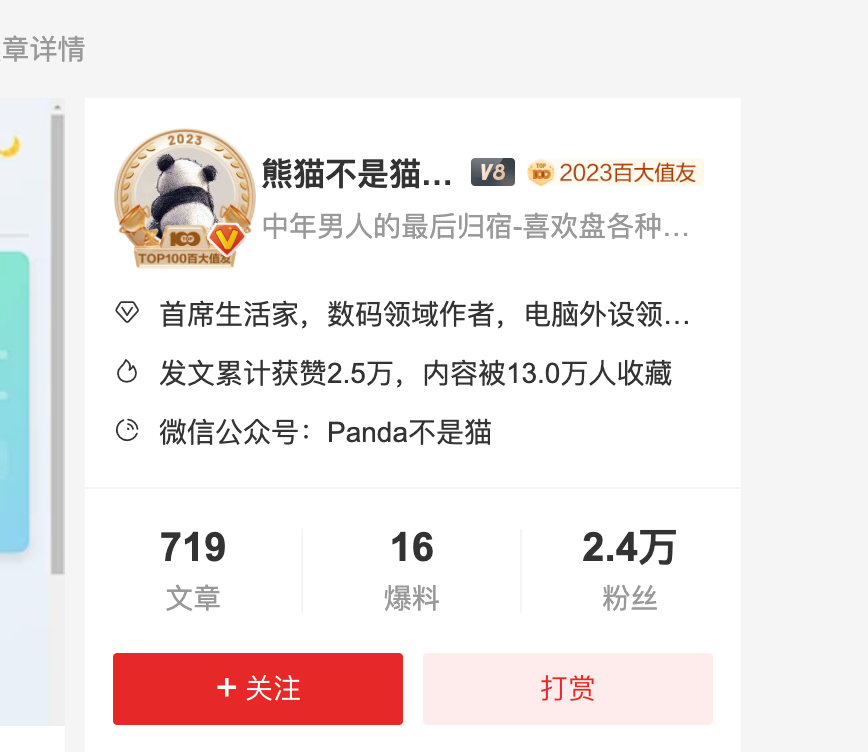 章详情
2023
TOP100百大值友
熊猫不是猫… V8 TOP 100 2023百大值友
中年男人的最后归宿-喜欢盘各种…
首席生活家，数码领域作者，电脑外设领…
发文累计获赞2.5万，内容被13.0万人收藏
微信公众号：Panda不是猫
719 16 2.4万
文章 爆料 粉丝
+ 关注 打赏